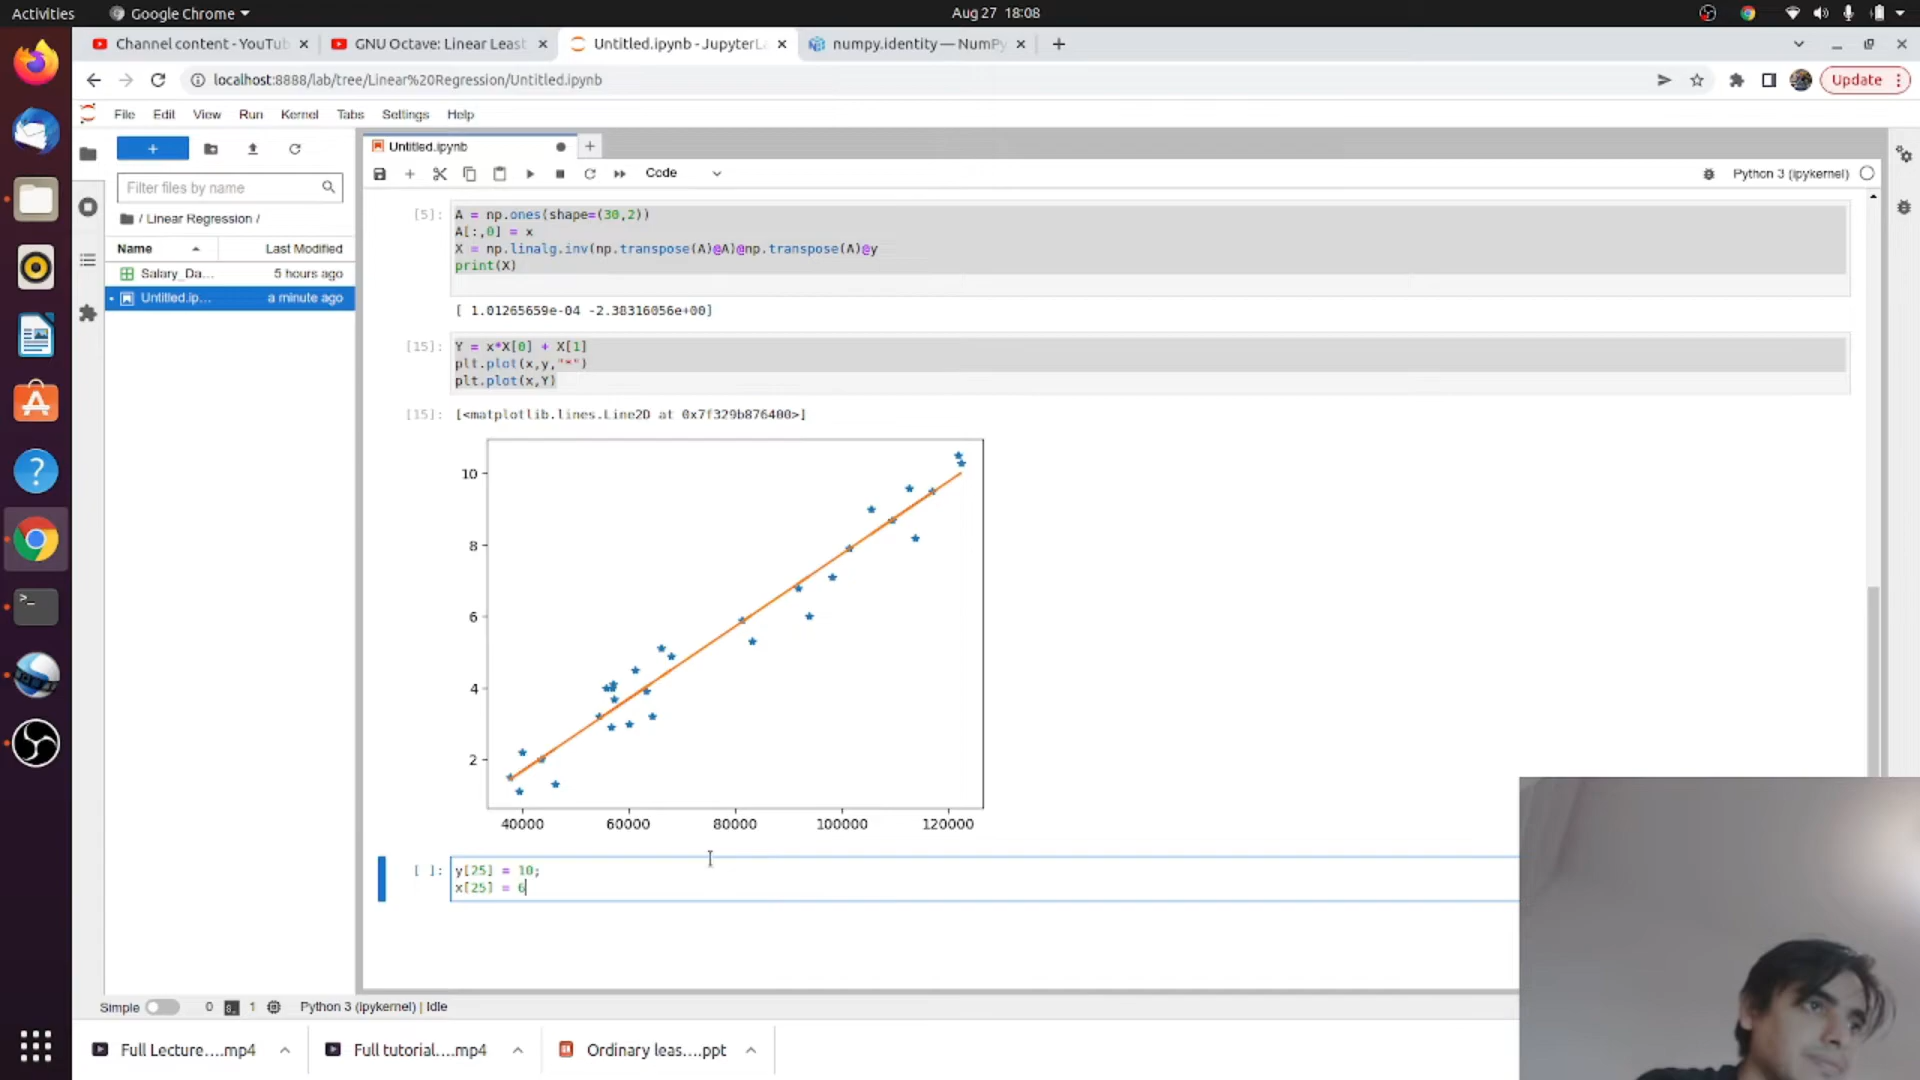 Activities
Google Chrome
Aug 27 18:08
Channel content - YouTub
GNU Octave: Linear Least
Untitled.ipynb - JupyterLa
numpy.identity — NumPy
localhost:8888/lab/tree/Linear%20Regression/Untitled.ipynb
Update
File Edit View Run Kernel Tabs Settings Help
Untitled.ipynb
Code
Python 3 (ipykernel)
Filter files by name
/ Linear Regression /
Name Last Modified
Salary_Da... 5 hours ago
Untitled.ip... a minute ago
[5]: A = np.ones(shape=(30,2))
A[:,0] = x
X = np.linalg.inv(np.transpose(A)@A)@np.transpose(A)@y
print(X)
[ 1.01265659e-04 -2.38316056e+00]
[15]: Y = x*X[0] + X[1]
plt.plot(x,y,"*")
plt.plot(x,Y)
[15]: [<matplotlib.lines.Line2D at 0x7f329b876400>]
10
8
6
4
2
40000 60000 80000 100000 120000
[ ]: y[25] = 10;
x[25] = 6
Simple 0 1 Python 3 (ipykernel) | Idle
Full Lecture....mp4
Full tutorial....mp4
Ordinary leas....ppt